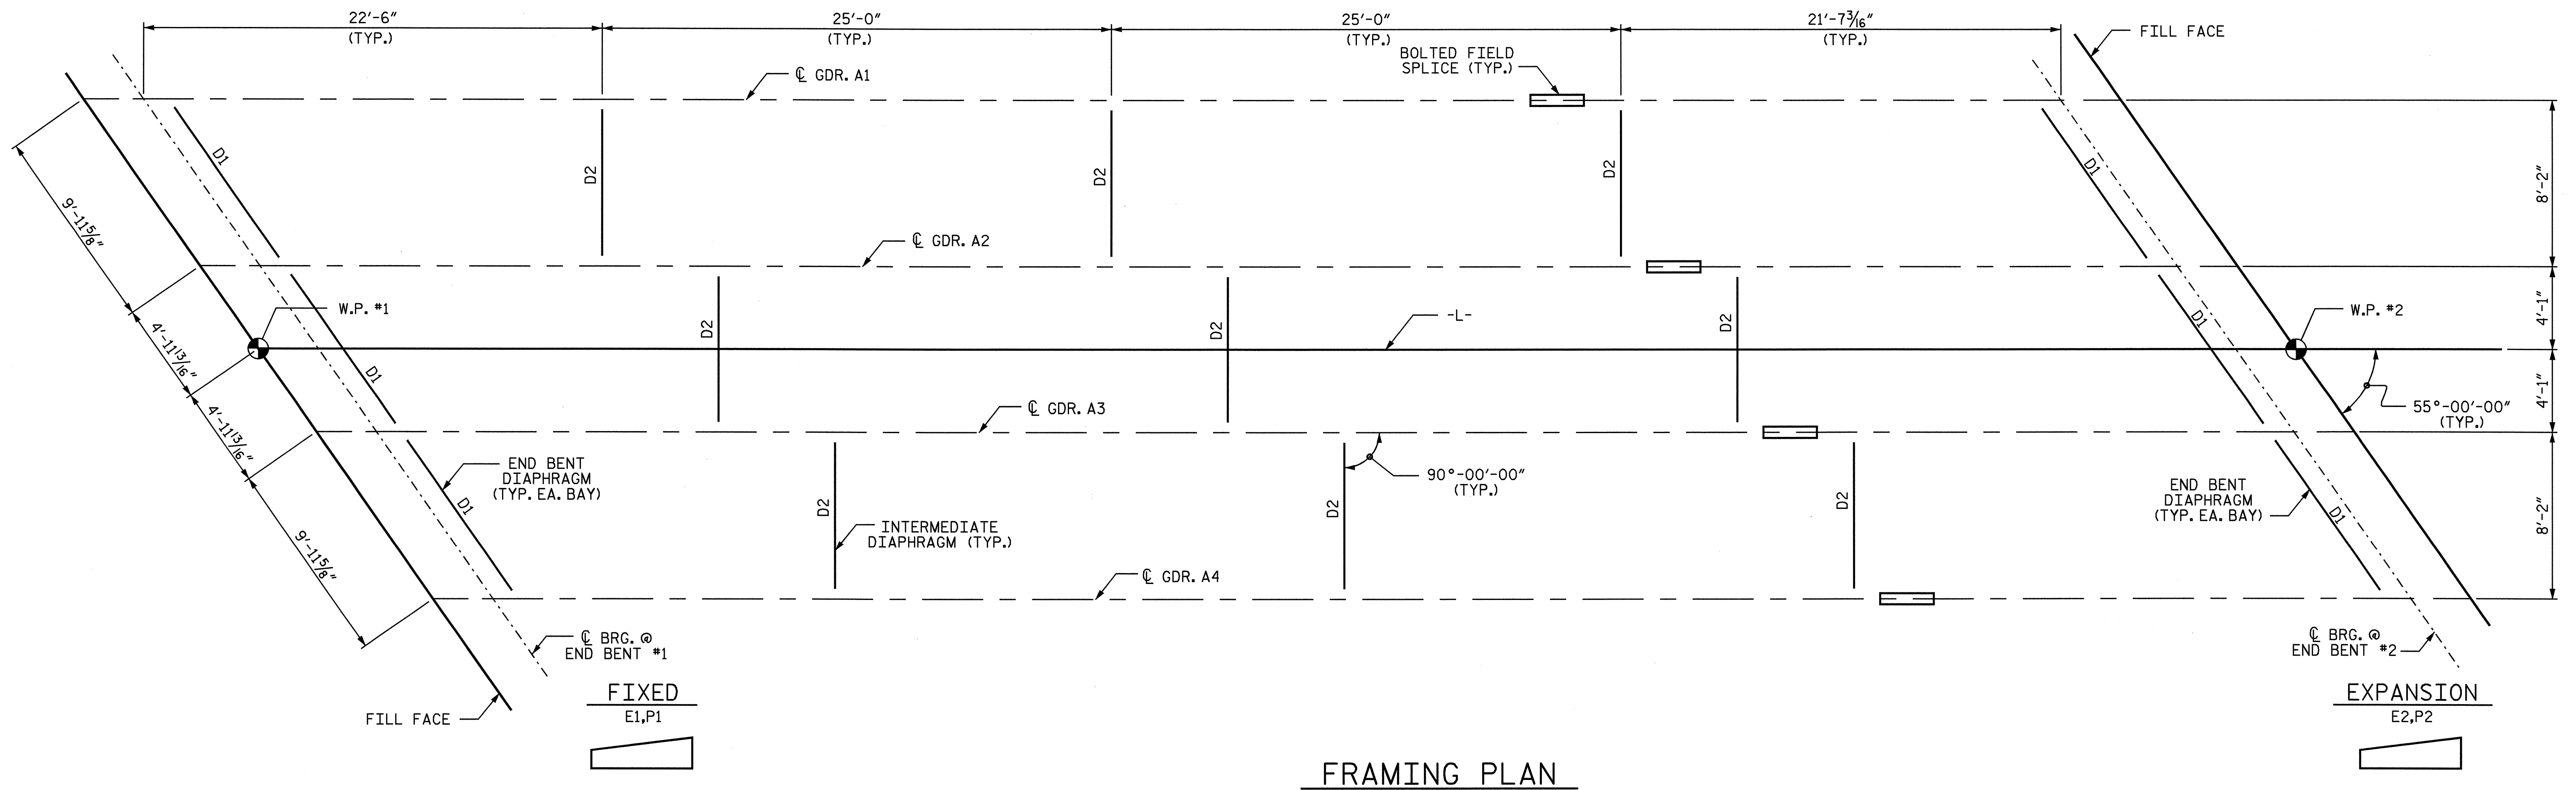 22'-6"
(TYP.)
25'-0"
(TYP.)
25'-0"
(TYP.)
21'-7 3/16"
(TYP.)
FILL FACE
BOLTED FIELD
SPLICE (TYP.)
℄ GDR. A1
D1
D2
D2
D2
D1
8'-2"
9'-11 5/8"
℄ GDR. A2
W.P. #1
-L-
W.P. #2
4'-1"
4'-11 13/16"
D1
D2
D2
D2
D1
4'-11 13/16"
℄ GDR. A3
55°-00'-00"
(TYP.)
4'-1"
END BENT
DIAPHRAGM
(TYP. EA. BAY)
D1
90°-00'-00"
(TYP.)
END BENT
DIAPHRAGM
(TYP. EA. BAY)
D1
D2
D2
D2
8'-2"
INTERMEDIATE
DIAPHRAGM (TYP.)
9'-11 5/8"
℄ GDR. A4
℄ BRG. @
END BENT #1
℄ BRG. @
END BENT #2
FIXED
E1,P1
EXPANSION
E2,P2
FILL FACE
FRAMING PLAN